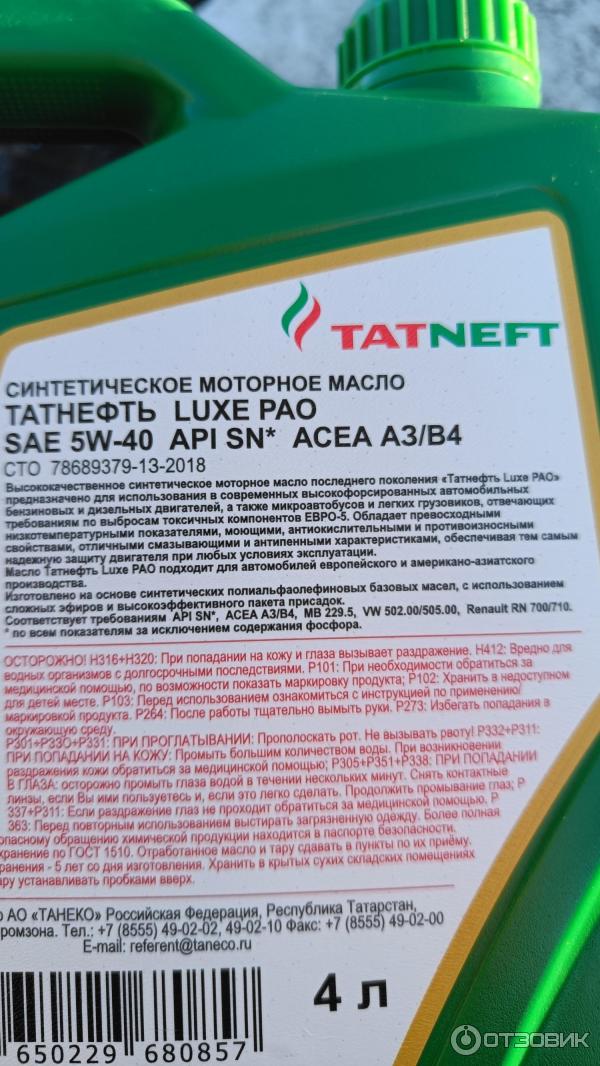 TATNEFT
СИНТЕТИЧЕСКОЕ МОТОРНОЕ МАСЛО
ТАТНЕФТЬ LUXE PAO
SAE 5W-40 API SN* ACEA A3/B4
СТО 78689379-13-2018
Высококачественное синтетическое моторное масло последнего поколения «Татнефть Luxe PAO»
предназначено для использования в современных высокофорсированных автомобильных
бензиновых и дизельных двигателей, а также микроавтобусов и легких грузовиков, отвечающих
требованиям по выбросам токсичных компонентов ЕВРО-5. Обладает превосходными
низкотемпературными показателями, моющими, антиокислительными и противоизносными
свойствами, отличными смазывающими и антипенными характеристиками, обеспечивая тем самым
надежную защиту двигателя при любых условиях эксплуатации.
Масло Татнефть Luxe PAO подходит для автомобилей европейского и американо-азиатского
производства.
Изготовлено на основе синтетических полиальфаолефиновых базовых масел, с использованием
сложных эфиров и высокоэффективного пакета присадок.
Соответствует требованиям API SN*, ACEA A3/B4, MB 229.5, VW 502.00/505.00, Renault RN 700/710.
* по всем показателям за исключением содержания фосфора.
ОСТОРОЖНО! H316+H320: При попадании на кожу и глаза вызывает раздражение. H412: Вредно для
водных организмов с долгосрочными последствиями. P101: При необходимости обратиться за
медицинской помощью, по возможности показать маркировку продукта; P102: Хранить в недоступном
для детей месте. P103: Перед использованием ознакомиться с инструкцией по применению/
маркировкой продукта. P264: После работы тщательно вымыть руки. P273: Избегать попадания в
окружающую среду.
P301+P330+P331: ПРИ ПРОГЛАТЫВАНИИ: Прополоскать рот. Не вызывать рвоту! P332+P311:
ПРИ ПОПАДАНИИ НА КОЖУ: Промыть большим количеством воды. При возникновении
раздражения кожи обратиться за медицинской помощью; P305+P351+P338: ПРИ ПОПАДАНИИ
В ГЛАЗА: осторожно промыть глаза водой в течении нескольких минут. Снять контактные
линзы, если Вы ими пользуетесь и, если это легко сделать. Продолжить промывание глаз; P
337+P311: Если раздражение глаз не проходит обратиться за медицинской помощью. P
363: Перед повторным использованием выстирать загрязненную одежду. Более полная
опасному обращению химической продукции находится в паспорте безопасности.
хранение по ГОСТ 1510. Отработанное масло и тару сдавать в пункты по их приёму.
ранения - 5 лет со дня изготовления. Хранить в крытых сухих складских помещениях
ару устанавливать пробками вверх.
о АО «ТАНЕКО» Российская Федерация, Республика Татарстан,
ромзона. Тел.: +7 (8555) 49-02-02, 49-02-10 Факс: +7 (8555) 49-02-00
E-mail: referent@taneco.ru
4 л
650229 680857
ОТЗОВИК